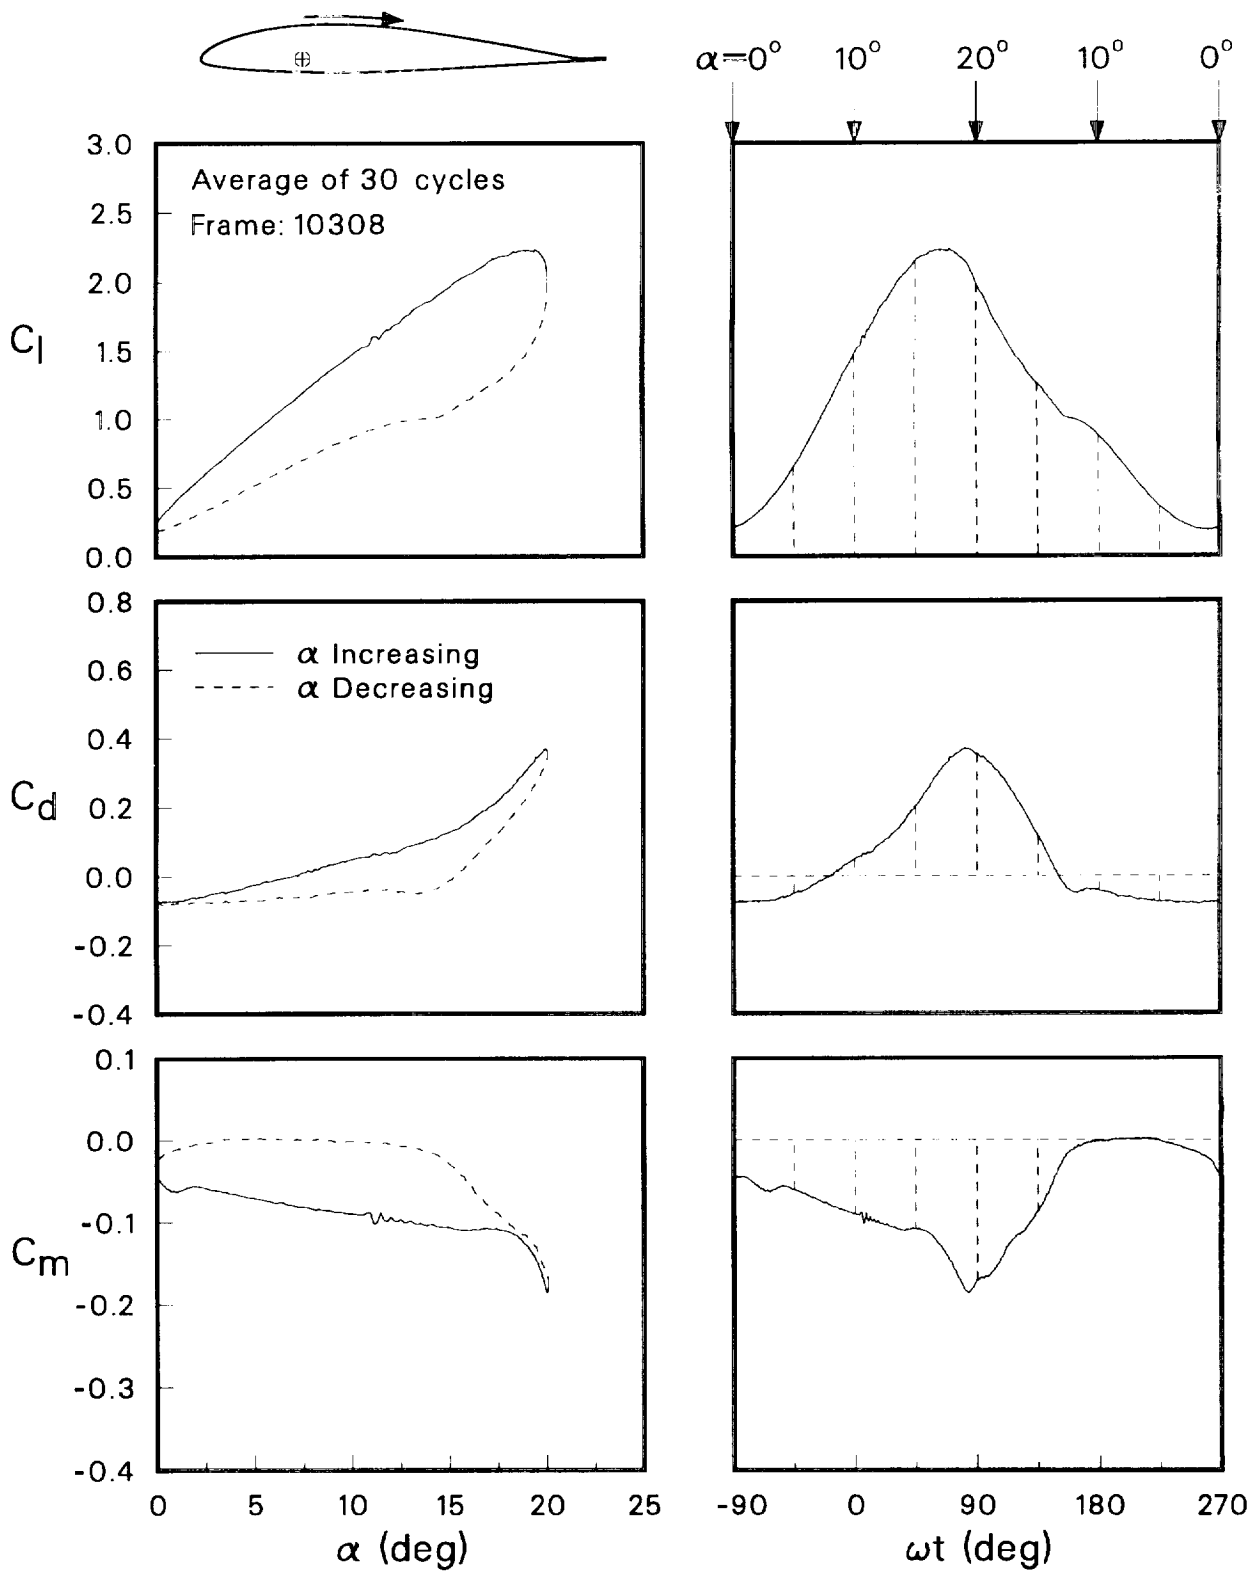 α=0° 10° 20° 10° 0°
3.0
2.5
2.0
1.5
1.0
0.5
0.0
Cl
Average of 30 cycles
Frame: 10308
0.8
0.6
0.4
0.2
0.0
-0.2
-0.4
Cd
α Increasing
α Decreasing
0.1
0.0
-0.1
-0.2
-0.3
-0.4
Cm
0 5 10 15 20 25
α (deg)
-90 0 90 180 270
ωt (deg)